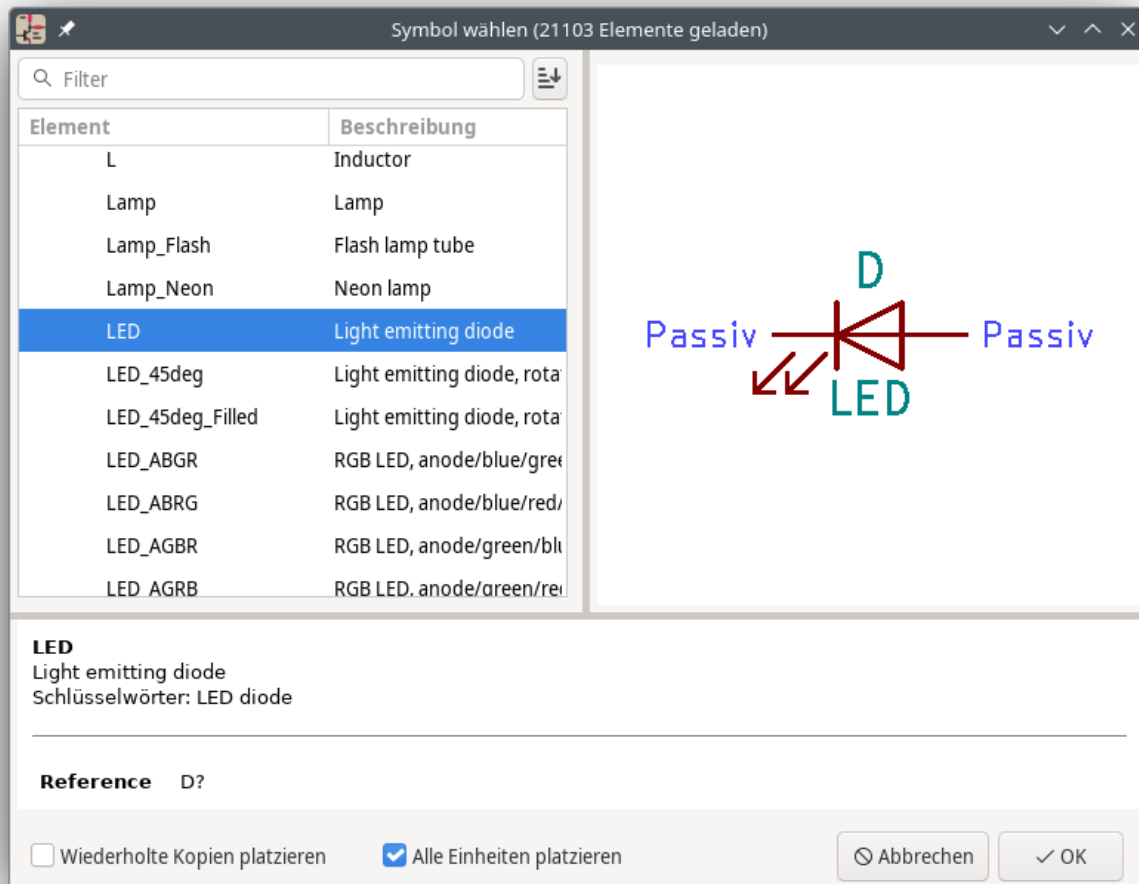 Symbol wählen (21103 Elemente geladen)
Filter
Element Beschreibung
L Inductor
Lamp Lamp
Lamp_Flash Flash lamp tube
Lamp_Neon Neon lamp
LED Light emitting diode
LED_45deg Light emitting diode, rota
LED_45deg_Filled Light emitting diode, rota
LED_ABGR RGB LED, anode/blue/gree
LED_ABRG RGB LED, anode/blue/red/
LED_AGBR RGB LED, anode/green/blu
LED_AGRB RGB LED, anode/green/red
D
Passiv Passiv
LED
LED
Light emitting diode
Schlüsselwörter: LED diode
Reference D?
Wiederholte Kopien platzieren Alle Einheiten platzieren Abbrechen OK